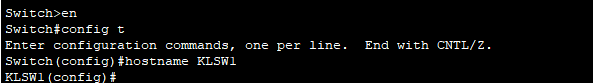 Switch>en
Switch#config t
Enter configuration commands, one per line.  End with CNTL/Z.
Switch(config)#hostname KLSW1
KLSW1(config)#